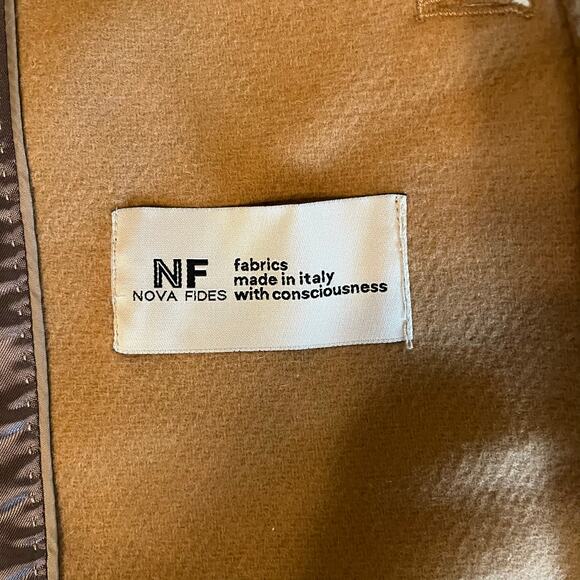 NF
NOVA FIDES
fabrics
made in italy
with consciousness